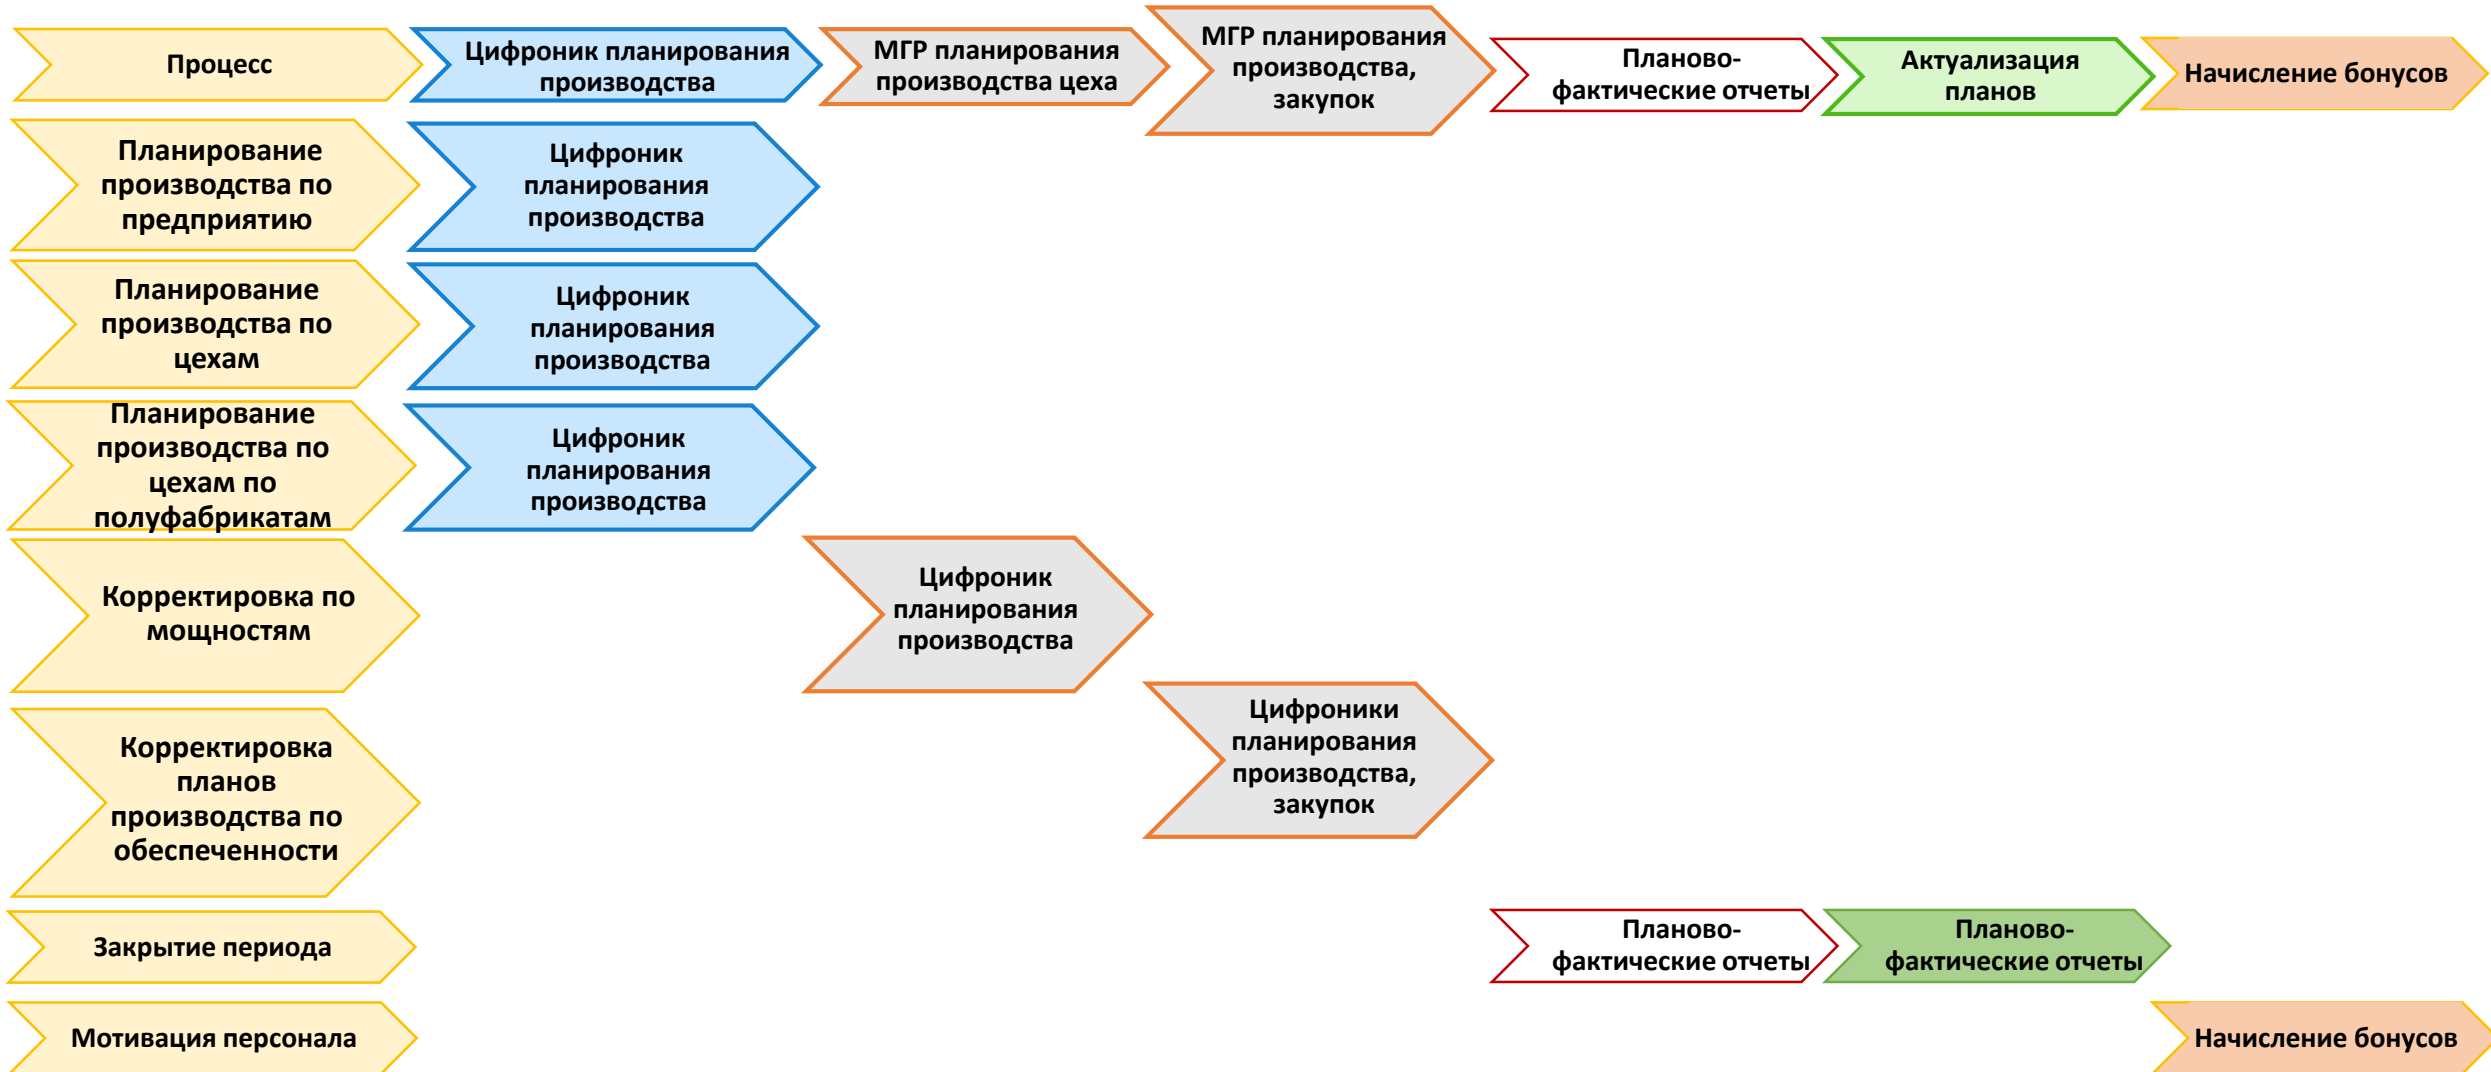 Процесс
Цифроник планирования
производства
МГР планирования
производства цеха
МГР планирования
производства,
закупок
Планово-
фактические отчеты
Актуализация
планов
Начисление бонусов
Планирование
производства по
предприятию
Цифроник
планирования
производства
Планирование
производства по
цехам
Цифроник
планирования
производства
Планирование
производства по
цехам по
полуфабрикатам
Цифроник
планирования
производства
Корректировка по
мощностям
Цифроник
планирования
производства
Корректировка
планов
производства по
обеспеченности
Цифроники
планирования
производства,
закупок
Закрытие периода
Планово-
фактические отчеты
Планово-
фактические отчеты
Мотивация персонала
Начисление бонусов